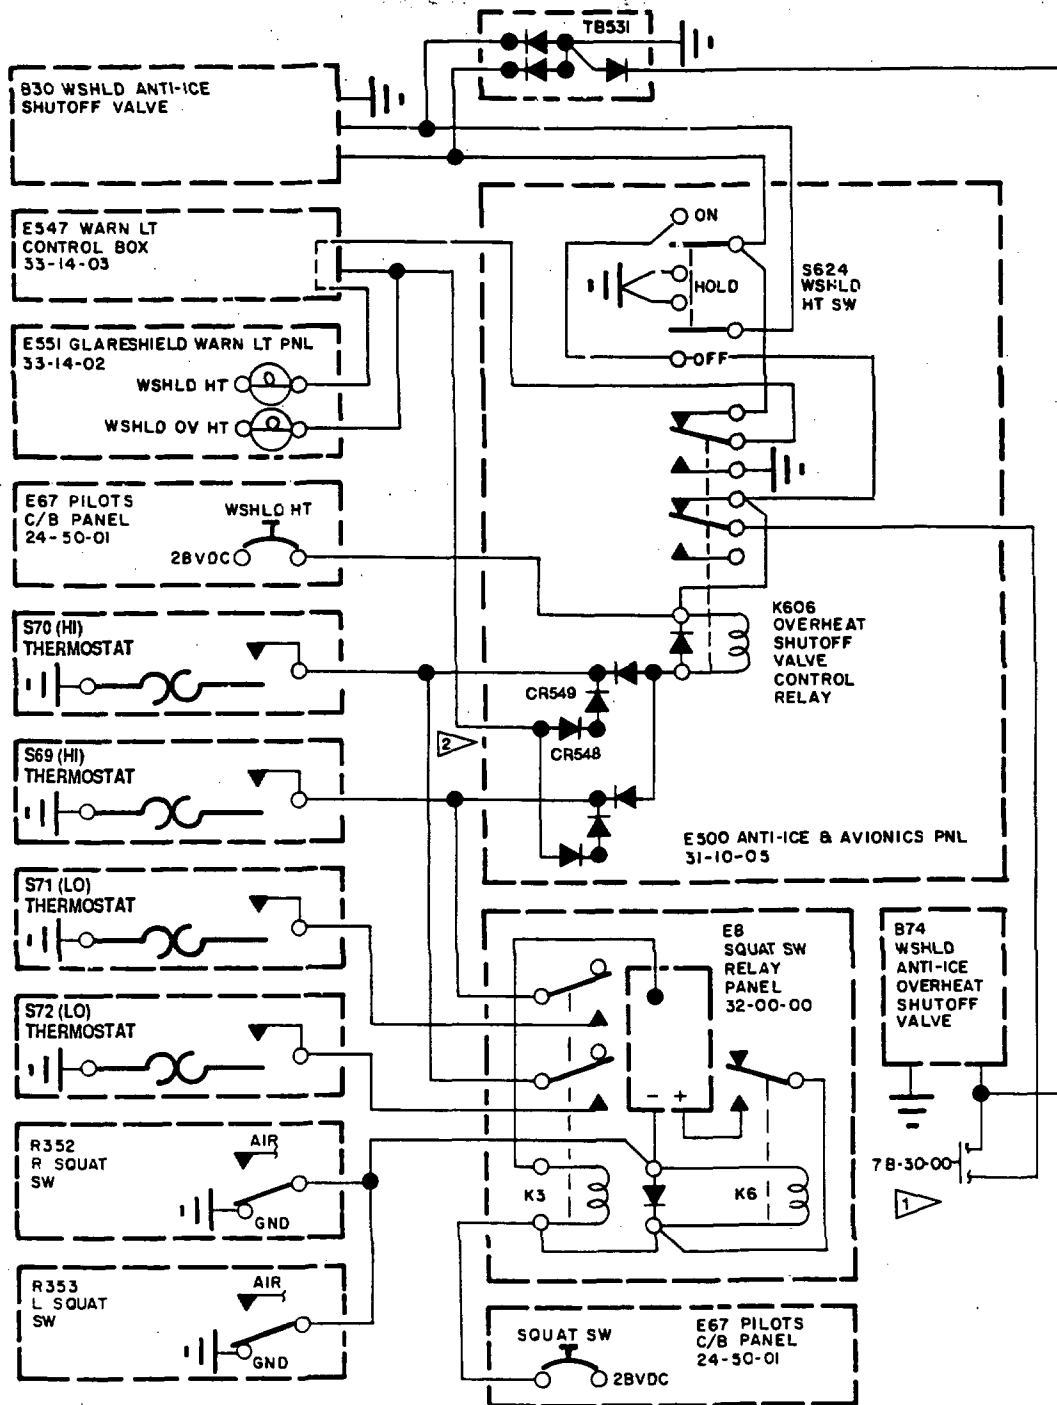 TB531
B30 WSHLD ANTI-ICE
SHUTOFF VALVE
E547 WARN LT
CONTROL BOX
33-14-03
ON
HOLD
S624
WSHLD
HT SW
OFF
E551 GLARESHIELD WARN LT PNL
33-14-02
WSHLD HT
WSHLD OV HT
E67 PILOTS
C/B PANEL
24-50-01
WSHLD HT
28VDC
K606
OVERHEAT
SHUTOFF
VALVE
CONTROL
RELAY
S70 (HI)
THERMOSTAT
CR549
CR548
2
S69 (HI)
THERMOSTAT
E500 ANTI-ICE & AVIONICS PNL
31-10-05
S71 (LO)
THERMOSTAT
E8
SQUAT SW
RELAY
PANEL
32-00-00
B74
WSHLD
ANTI-ICE
OVERHEAT
SHUTOFF
VALVE
S72 (LO)
THERMOSTAT
- +
R352
R SQUAT
SW
AIR
GND
K3
K6
78-30-00
1
R353
L SQUAT
SW
AIR
GND
E67 PILOTS
C/B PANEL
24-50-01
SQUAT SW
28VDC